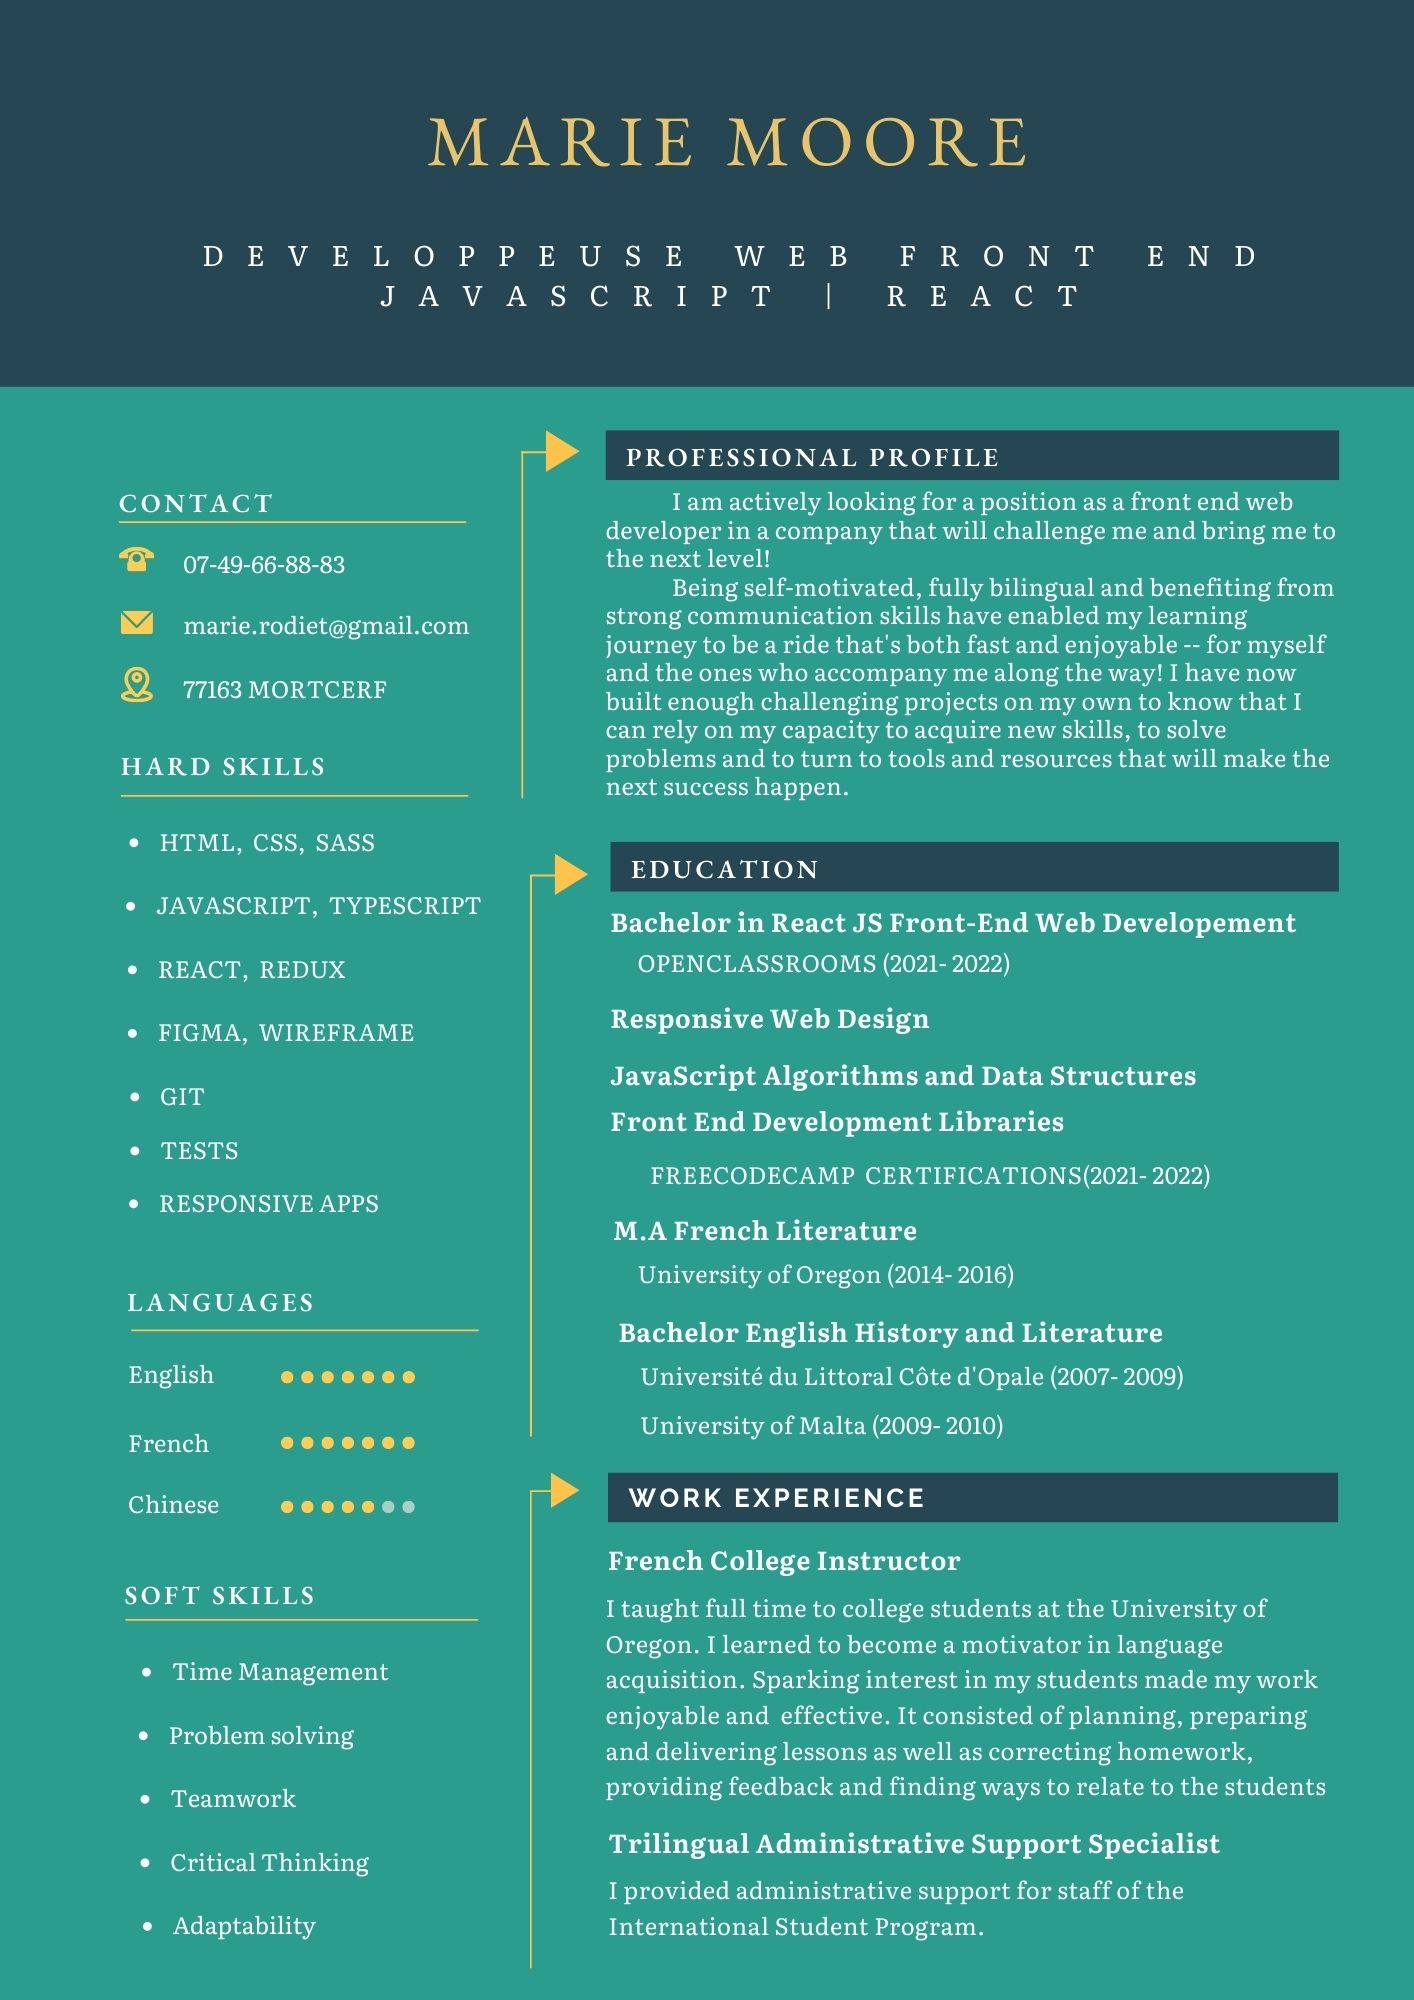 MARIE MOORE
DEVELOPPEUSE WEB FRONT END
JAVASCRIPT | REACT
CONTACT
07-49-66-88-83
marie.rodiet@gmail.com
77163 MORTCERF
HARD SKILLS
• HTML, CSS, SASS
• JAVASCRIPT, TYPESCRIPT
• REACT, REDUX
• FIGMA, WIREFRAME
• GIT
• TESTS
• RESPONSIVE APPS
LANGUAGES
English
French
Chinese
SOFT SKILLS
• Time Management
• Problem solving
• Teamwork
• Critical Thinking
• Adaptability
PROFESSIONAL PROFILE
I am actively looking for a position as a front end web
developer in a company that will challenge me and bring me to
the next level!
Being self-motivated, fully bilingual and benefiting from
strong communication skills have enabled my learning
journey to be a ride that's both fast and enjoyable -- for myself
and the ones who accompany me along the way! I have now
built enough challenging projects on my own to know that I
can rely on my capacity to acquire new skills, to solve
problems and to turn to tools and resources that will make the
next success happen.
EDUCATION
Bachelor in React JS Front-End Web Developement
OPENCLASSROOMS (2021- 2022)
Responsive Web Design
JavaScript Algorithms and Data Structures
Front End Development Libraries
FREECODECAMP CERTIFICATIONS(2021- 2022)
M.A French Literature
University of Oregon (2014- 2016)
Bachelor English History and Literature
Université du Littoral Côte d'Opale (2007- 2009)
University of Malta (2009- 2010)
WORK EXPERIENCE
French College Instructor
I taught full time to college students at the University of
Oregon. I learned to become a motivator in language
acquisition. Sparking interest in my students made my work
enjoyable and effective. It consisted of planning, preparing
and delivering lessons as well as correcting homework,
providing feedback and finding ways to relate to the students
Trilingual Administrative Support Specialist
I provided administrative support for staff of the
International Student Program.